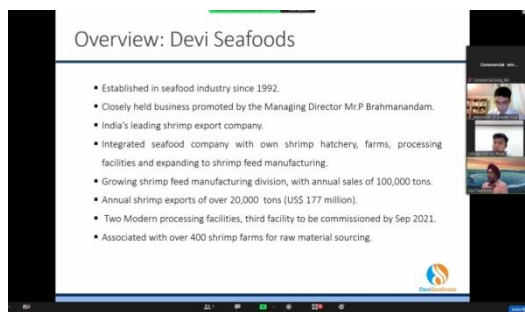 Overview: Devi Seafoods
▪ Established in seafood industry since 1992.
▪ Closely held business promoted by the Managing Director Mr.P Brahmanandam.
▪ India's leading shrimp export company.
▪ Integrated seafood company with own shrimp hatchery, farms, processing
facilities and expanding to shrimp feed manufacturing.
▪ Growing shrimp feed manufacturing division, with annual sales of 100,000 tons.
▪ Annual shrimp exports of over 20,000 tons (US$ 177 million).
▪ Two Modern processing facilities, third facility to be commissioned by Sep 2021.
▪ Associated with over 400 shrimp farms for raw material sourcing.
DeviSeafoods